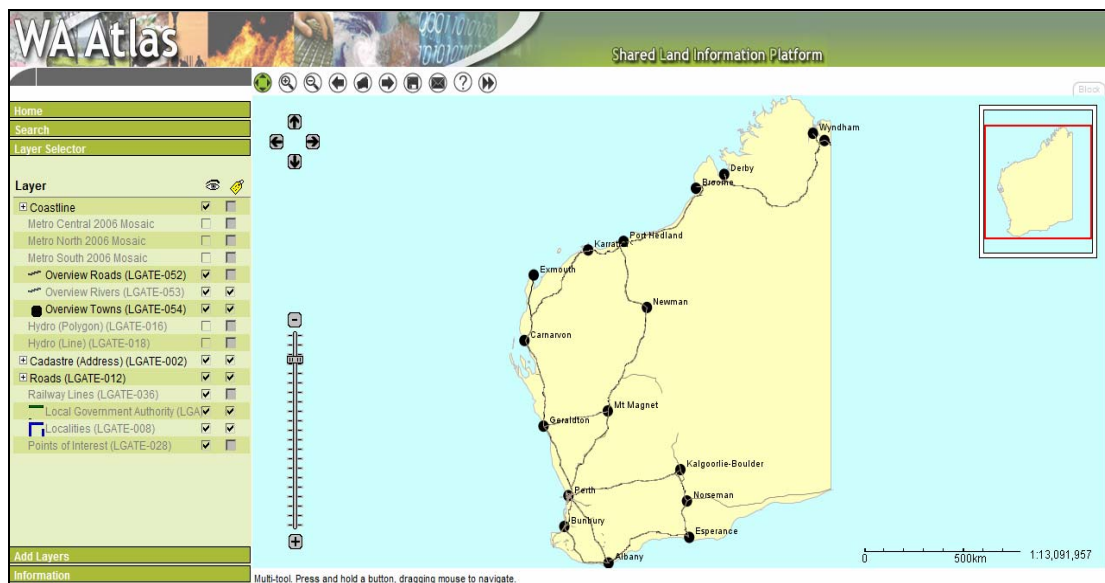 WA Atlas
Shared Land Information Platform
Block
Home
Search
Layer Selector
Layer
Coastline
Metro Central 2006 Mosaic
Metro North 2006 Mosaic
Metro South 2006 Mosaic
Overview Roads (LGATE-052)
Overview Rivers (LGATE-053)
Overview Towns (LGATE-054)
Hydro (Polygon) (LGATE-016)
Hydro (Line) (LGATE-018)
Cadastre (Address) (LGATE-002)
Roads (LGATE-012)
Railway Lines (LGATE-036)
Local Government Authority (LGA
Localities (LGATE-008)
Points of Interest (LGATE-028)
Add Layers
Information
Wyndham
Derby
Broome
Port Hedland
Karratha
Exmouth
Newman
Carnarvon
Mt Magnet
Geraldton
Kalgoorlie-Boulder
Perth
Norseman
Bunbury
Esperance
Albany
0 500km 1:13,091,957
Multi-tool. Press and hold a button, dragging mouse to navigate.